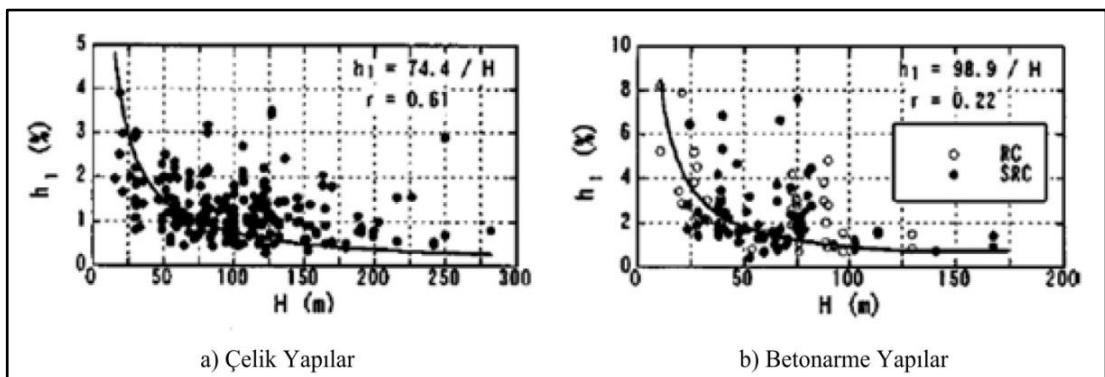 5
4
3
2
1
0
h₁ (%)
h₁ = 74.4 / H
r = 0.61
0 50 100 150 200 250 300
H (m)
a) Çelik Yapılar
10
8
6
4
2
0
h₁ (%)
h₁ = 98.9 / H
r = 0.22
RC
SRC
0 50 100 150 200
H (m)
b) Betonarme Yapılar